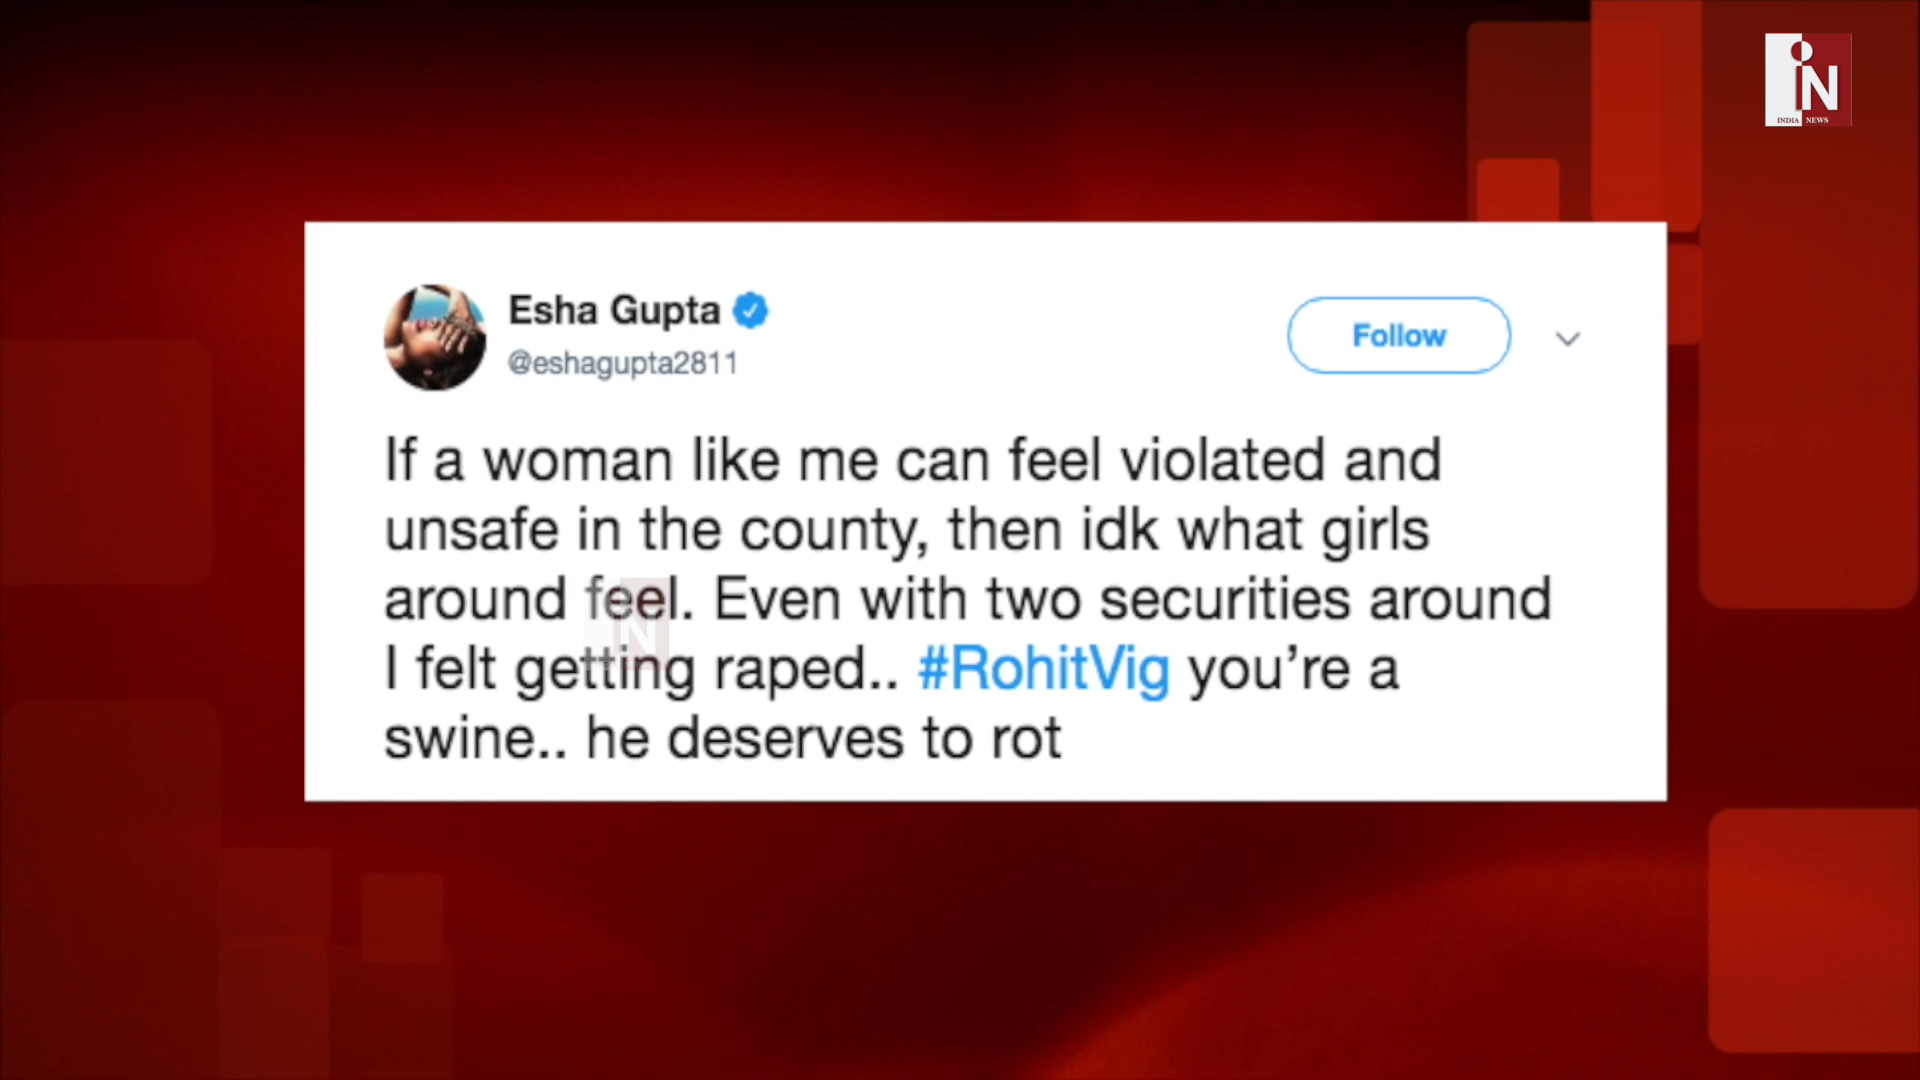 iN
INDIA NEWS
Esha Gupta
@eshagupta2811
Follow
If a woman like me can feel violated and
unsafe in the county, then idk what girls
around feel. Even with two securities around
I felt getting raped.. #RohitVig you’re a
swine.. he deserves to rot
N